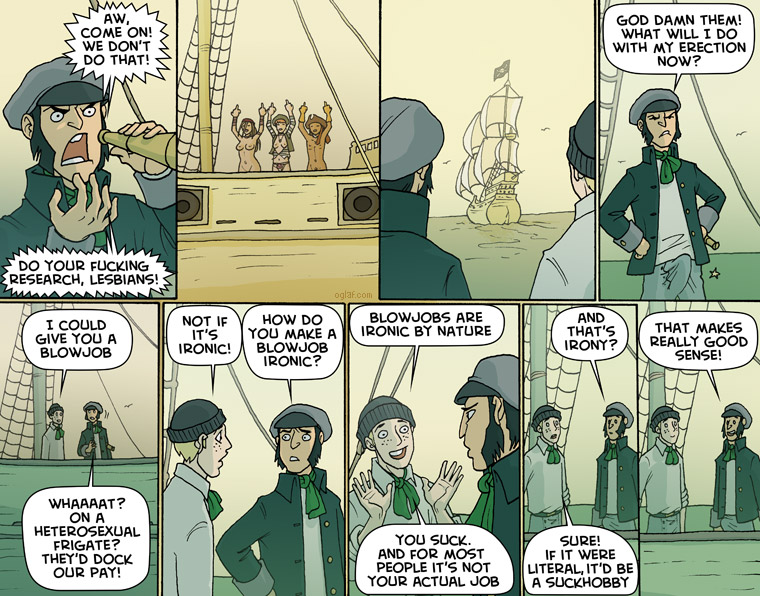 AW,
COME ON!
WE DON'T
DO THAT!
DO YOUR FUCKING
RESEARCH, LESBIANS!
oglaf.com
GOD DAMN THEM!
WHAT WILL I DO
WITH MY ERECTION
NOW?
I COULD
GIVE YOU A
BLOWJOB
WHAAAAT?
ON A
HETEROSEXUAL
FRIGATE?
THEY'D DOCK
OUR PAY!
NOT IF
IT'S
IRONIC!
HOW DO
YOU MAKE A
BLOWJOB
IRONIC?
BLOWJOBS ARE
IRONIC BY NATURE
YOU SUCK.
AND FOR MOST
PEOPLE IT'S NOT
YOUR ACTUAL JOB
AND
THAT'S
IRONY?
SURE!
IF IT WERE
LITERAL, IT'D BE
A SUCKHOBBY
THAT MAKES
REALLY GOOD
SENSE!